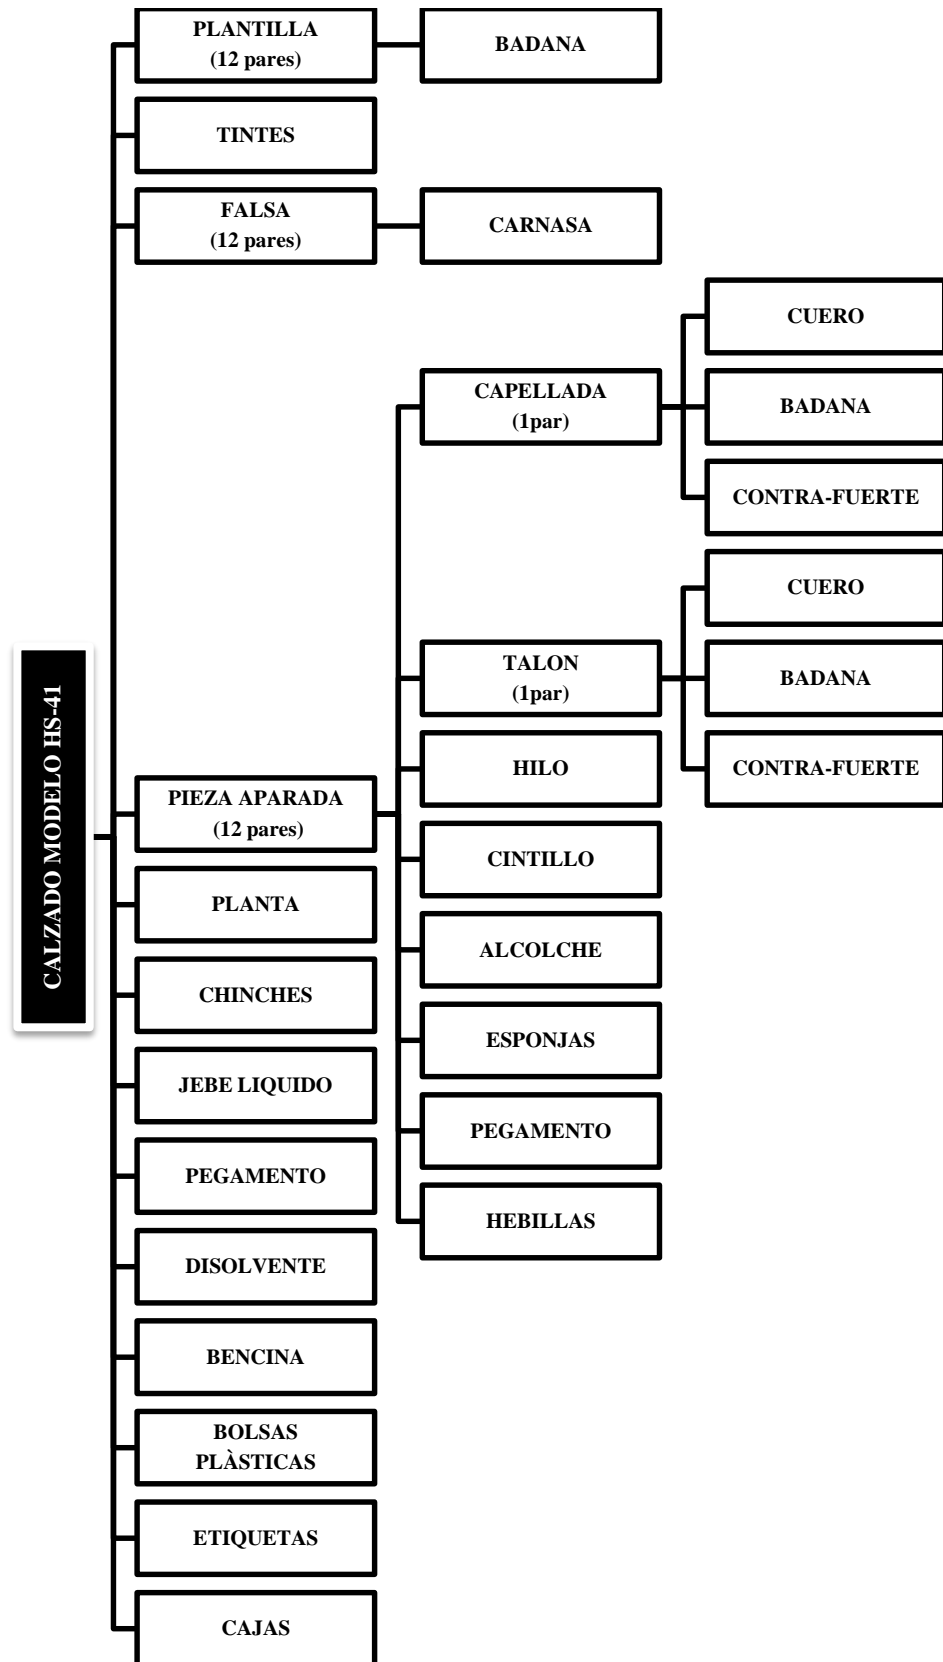 PLANTILLA
(12 pares)
BADANA
TINTES
FALSA
(12 pares)
CARNASA
CUERO
CAPELLADA
(1par)
BADANA
CONTRA-FUERTE
CUERO
TALON
(1par)
BADANA
HILO
CONTRA-FUERTE
CALZADO MODELO HS-41
PIEZA APARADA
(12 pares)
CINTILLO
PLANTA
ALCOLCHE
CHINCHES
ESPONJAS
JEBE LIQUIDO
PEGAMENTO
PEGAMENTO
HEBILLAS
DISOLVENTE
BENCINA
BOLSAS
PLÀSTICAS
ETIQUETAS
CAJAS